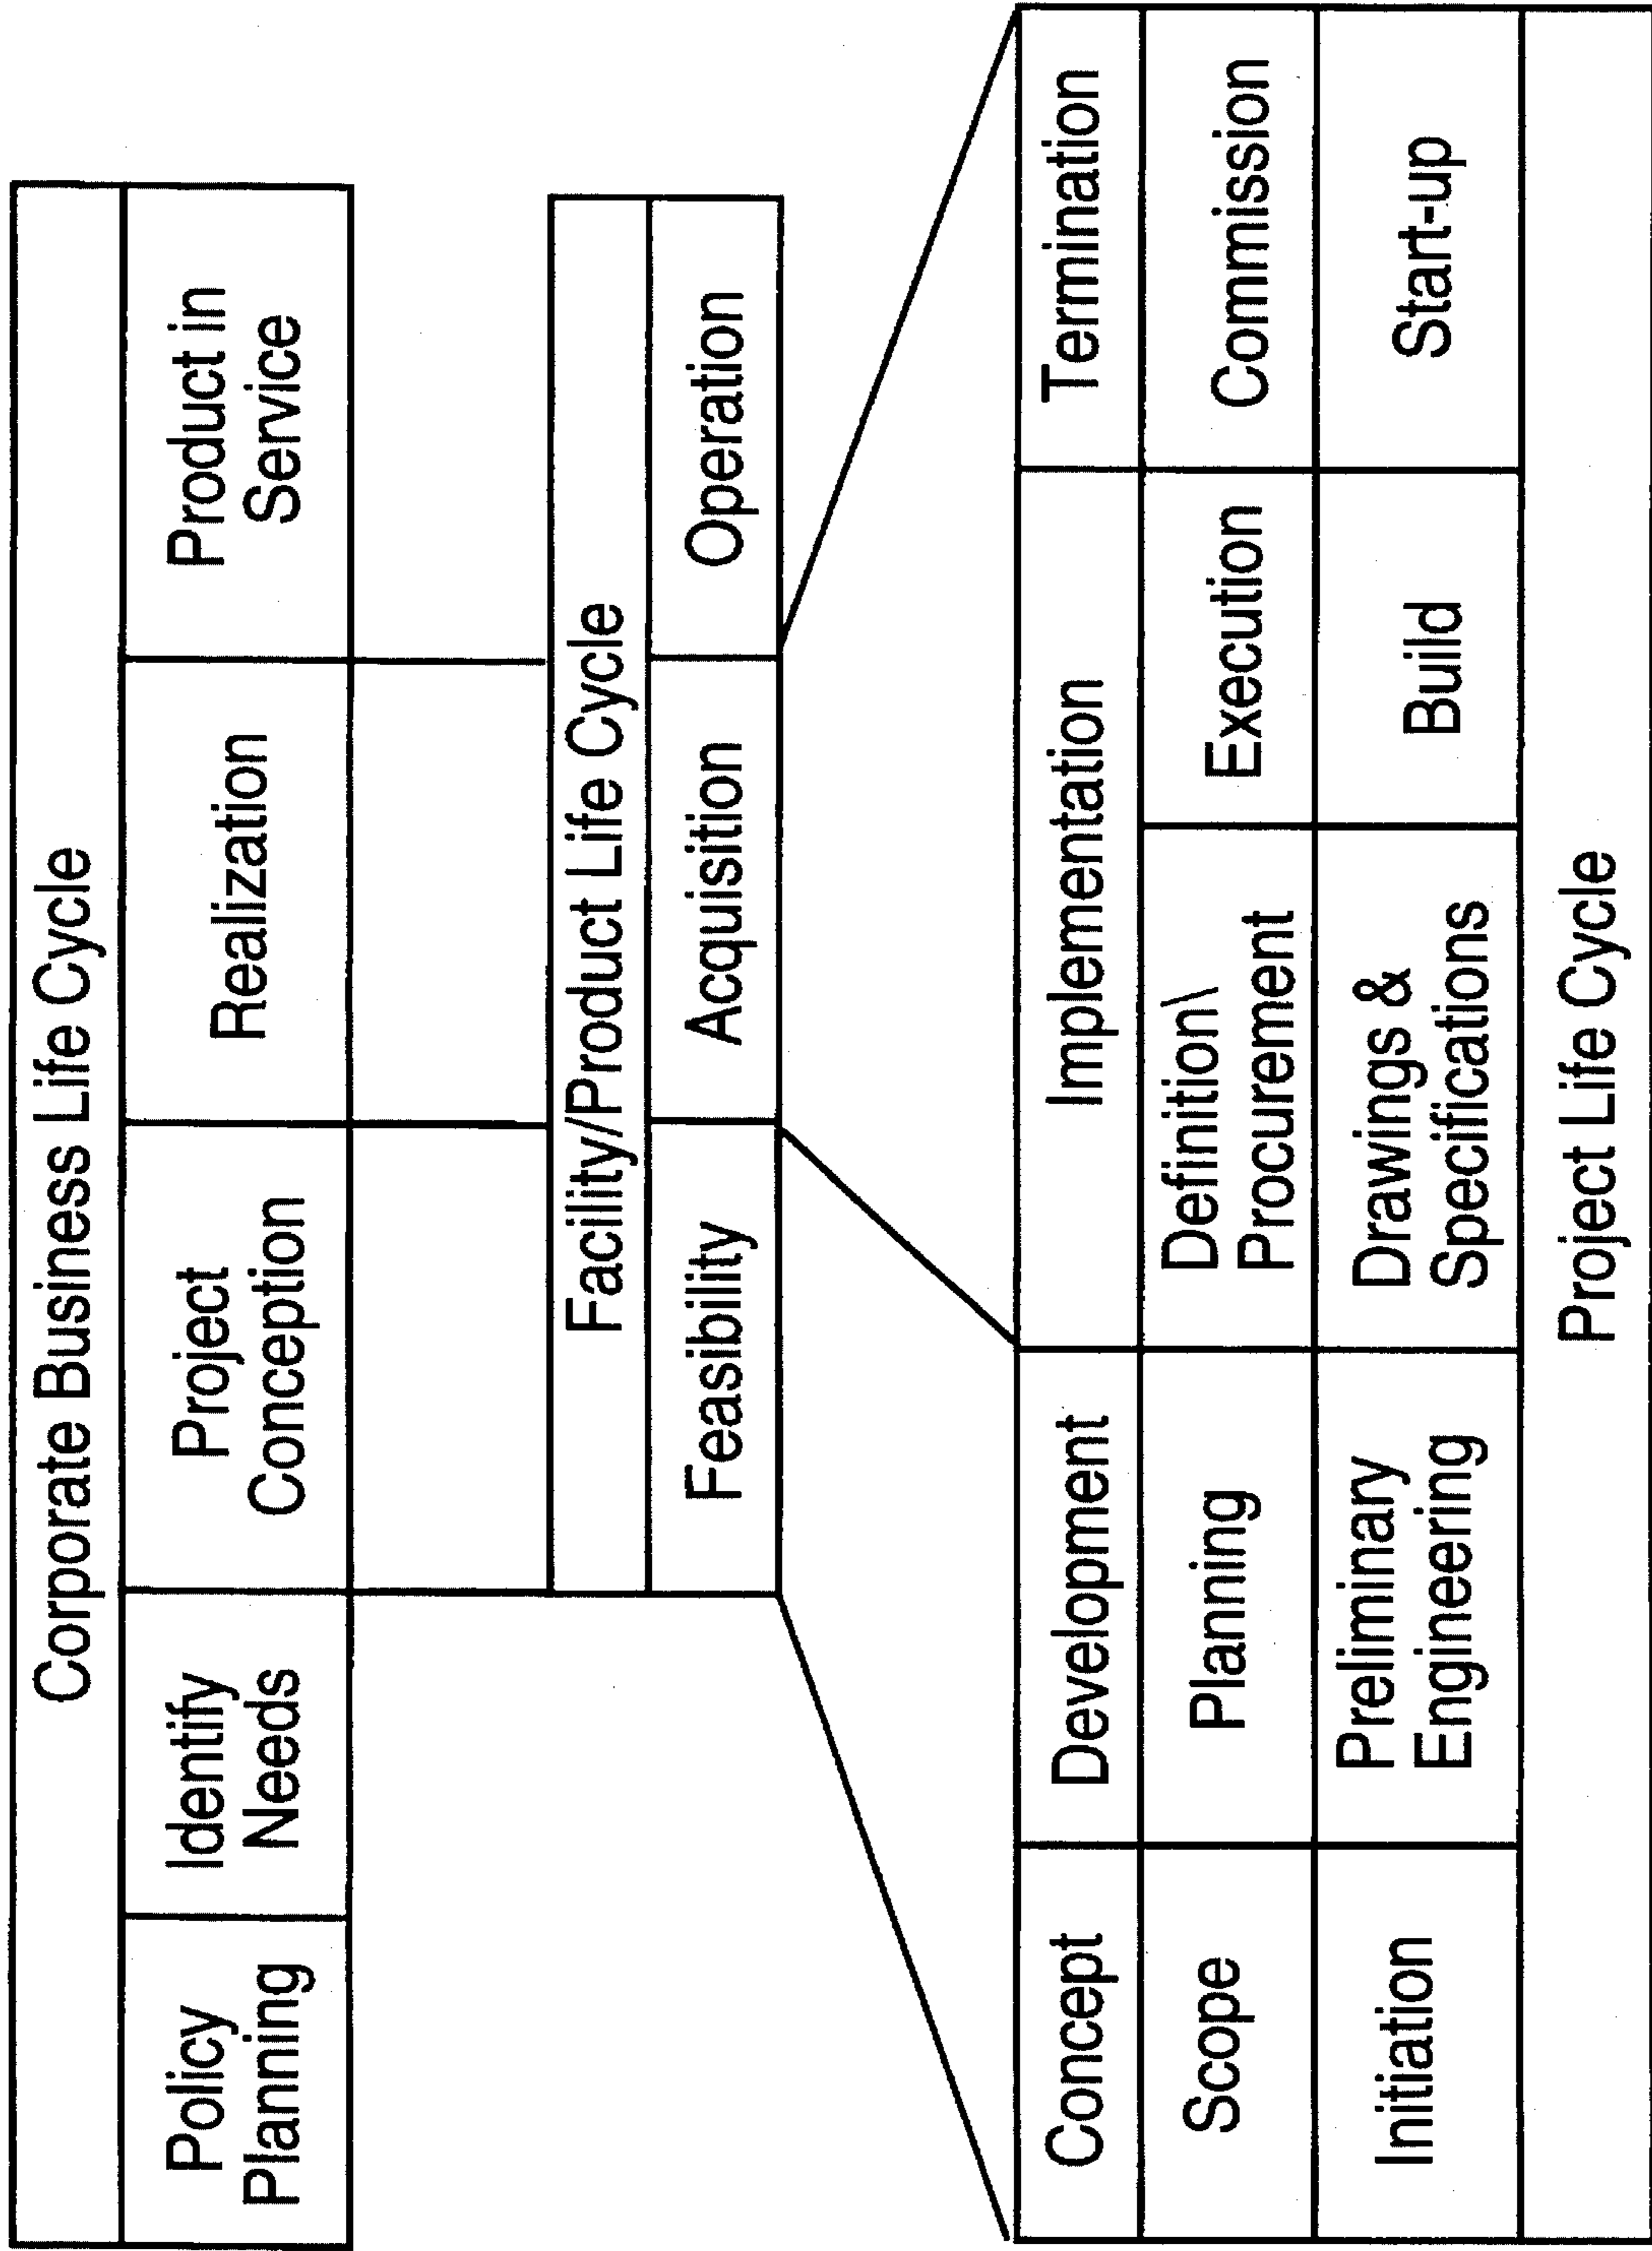 Corporate Business Life Cycle
Policy
Planning
Identify
Needs
Project
Conception
Realization
Product in
Service
Facility/Product Life Cycle
Feasibility
Acquisition
Operation
Concept
Development
Implementation
Termination
Scope
Planning
Definition\
Procurement
Execution
Commission
Initiation
Preliminary
Engineering
Drawings &
Specifications
Build
Start-up
Project Life Cycle